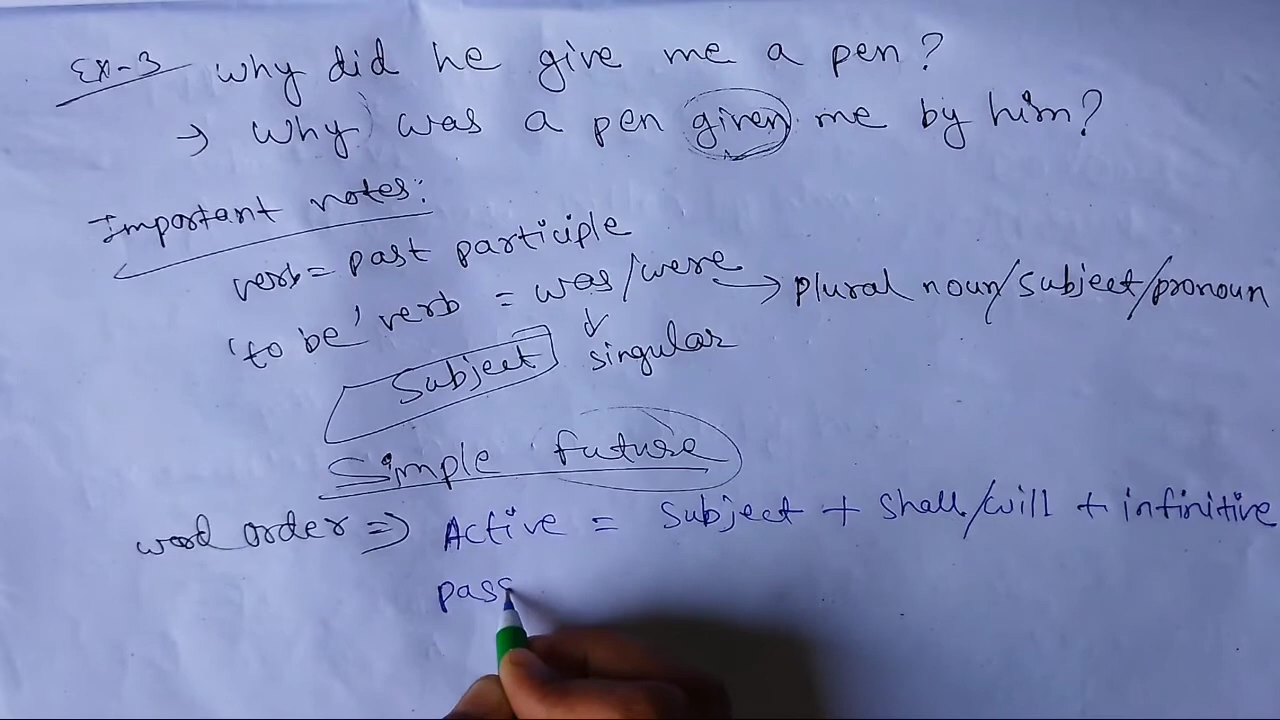 Ex-3 Why did he give me a pen?
→ Why was a pen given me by him?
Important notes:
verb = past participle
'to be' verb = was/were → plural noun/subject/pronoun
singular
Subject
Simple future
word order ⇒ Active = Subject + Shall/will + infinitive
pass